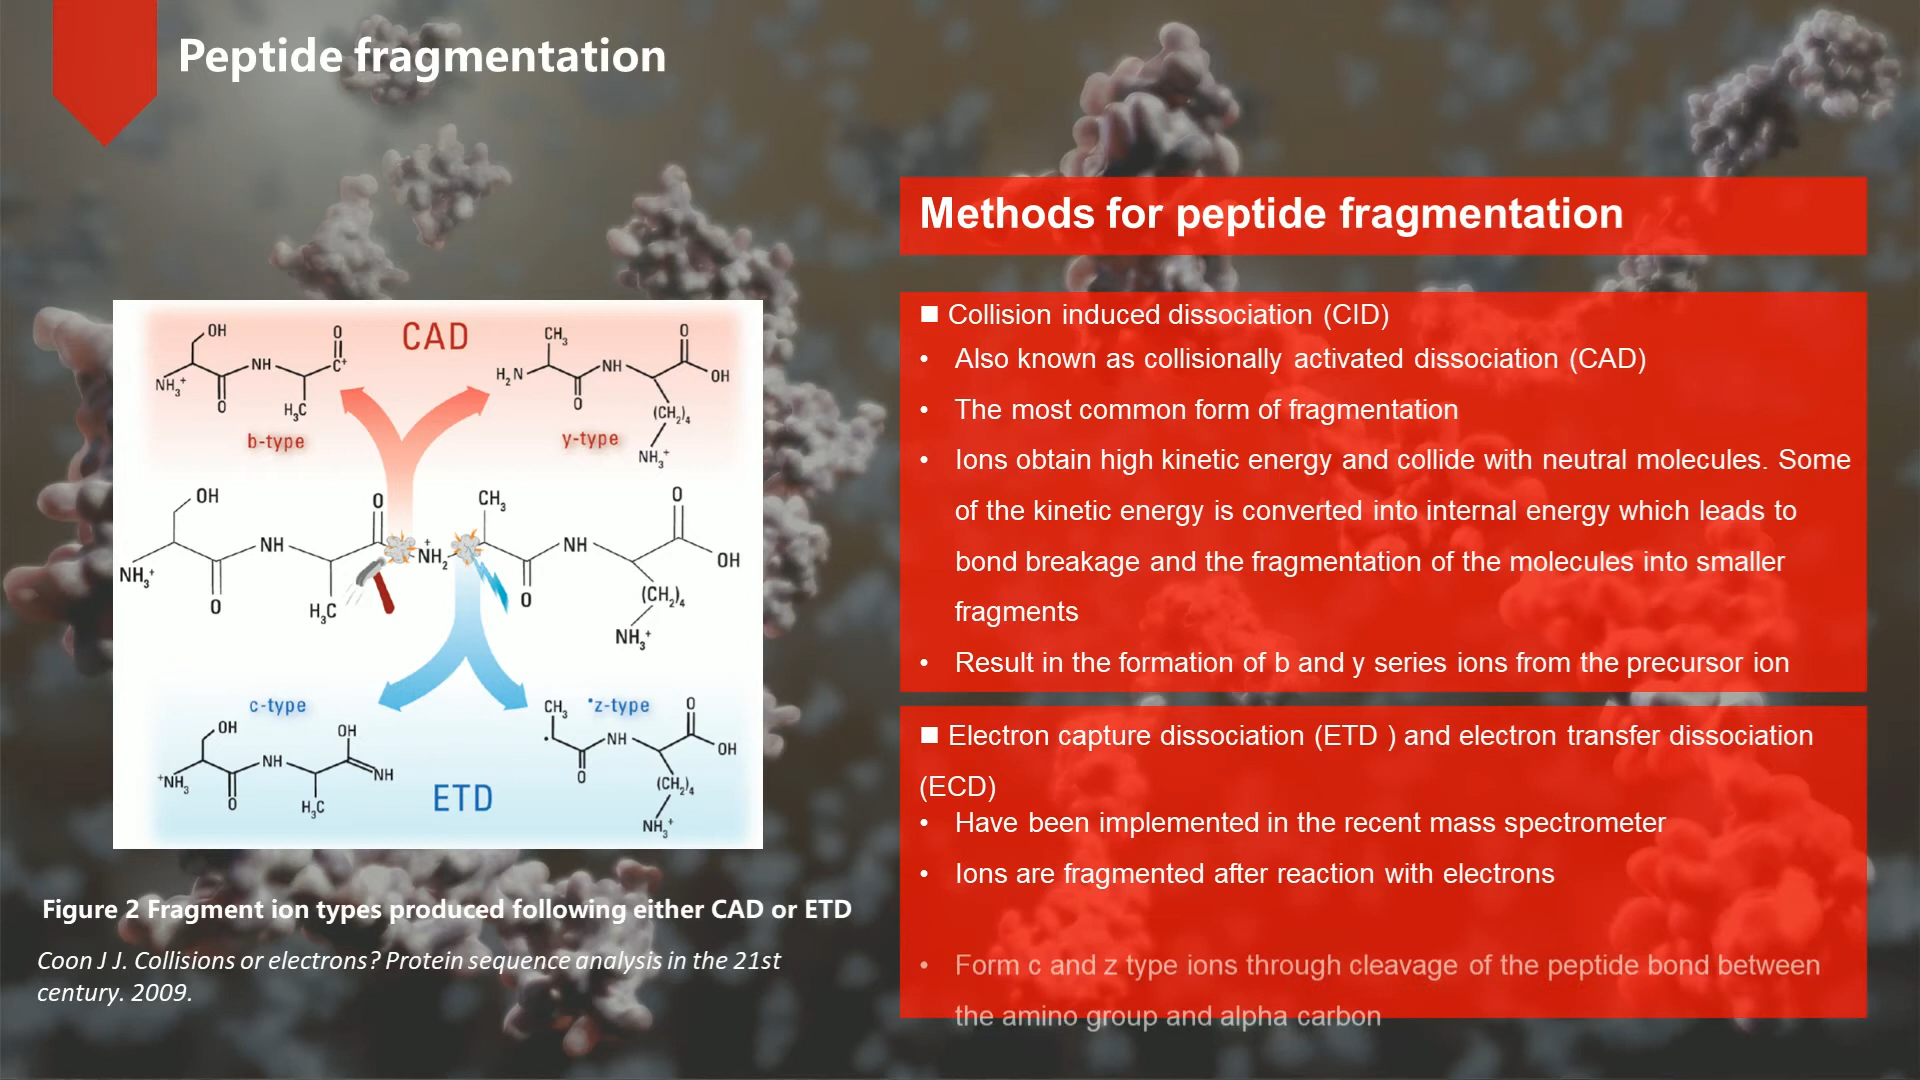 Peptide fragmentation
Methods for peptide fragmentation
■ Collision induced dissociation (CID)
• Also known as collisionally activated dissociation (CAD)
• The most common form of fragmentation
• Ions obtain high kinetic energy and collide with neutral molecules. Some
of the kinetic energy is converted into internal energy which leads to
bond breakage and the fragmentation of the molecules into smaller
fragments
• Result in the formation of b and y series ions from the precursor ion
■ Electron capture dissociation (ETD ) and electron transfer dissociation
(ECD)
• Have been implemented in the recent mass spectrometer
• Ions are fragmented after reaction with electrons
• Form c and z type ions through cleavage of the peptide bond between
the amino group and alpha carbon
CAD
OH
O
NH
C⁺
NH₃⁺
O
H₃C
b-type
CH₃
O
H₂N
NH
OH
O
(CH₂)₄
NH₃⁺
y-type
OH
O
CH₃
O
NH
⁺NH₂
NH
OH
NH₃⁺
O
H₃C
O
(CH₂)₄
NH₃⁺
c-type
OH
OH
NH
⁺NH₃
NH
O
H₃C
ETD
CH₃
•z-type
O
•
NH
OH
O
(CH₂)₄
NH₃⁺
Figure 2 Fragment ion types produced following either CAD or ETD
Coon J J. Collisions or electrons? Protein sequence analysis in the 21st
century. 2009.